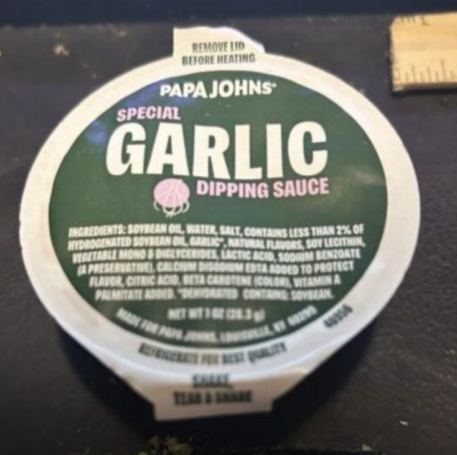 REMOVE LID
BEFORE HEATING
PAPA JOHNS®
SPECIAL
GARLIC
DIPPING SAUCE
INGREDIENTS: SOYBEAN OIL, WATER, SALT, CONTAINS LESS THAN 2% OF
HYDROGENATED SOYBEAN OIL, GARLIC*, NATURAL FLAVORS, SOY LECITHIN,
VEGETABLE MONO & DIGLYCERIDES, LACTIC ACID, SODIUM BENZOATE
(A PRESERVATIVE), CALCIUM DISODIUM EDTA ADDED TO PROTECT
FLAVOR, CITRIC ACID, BETA CAROTENE (COLOR), VITAMIN A
PALMITATE ADDED. *DEHYDRATED CONTAINS: SOYBEAN.
NET WT 1 OZ (28.3 g)
MADE FOR PAPA JOHNS, LOUISVILLE, KY 40299
REFRIGERATE FOR BEST QUALITY
SHAKE,
TEAR & SHARE